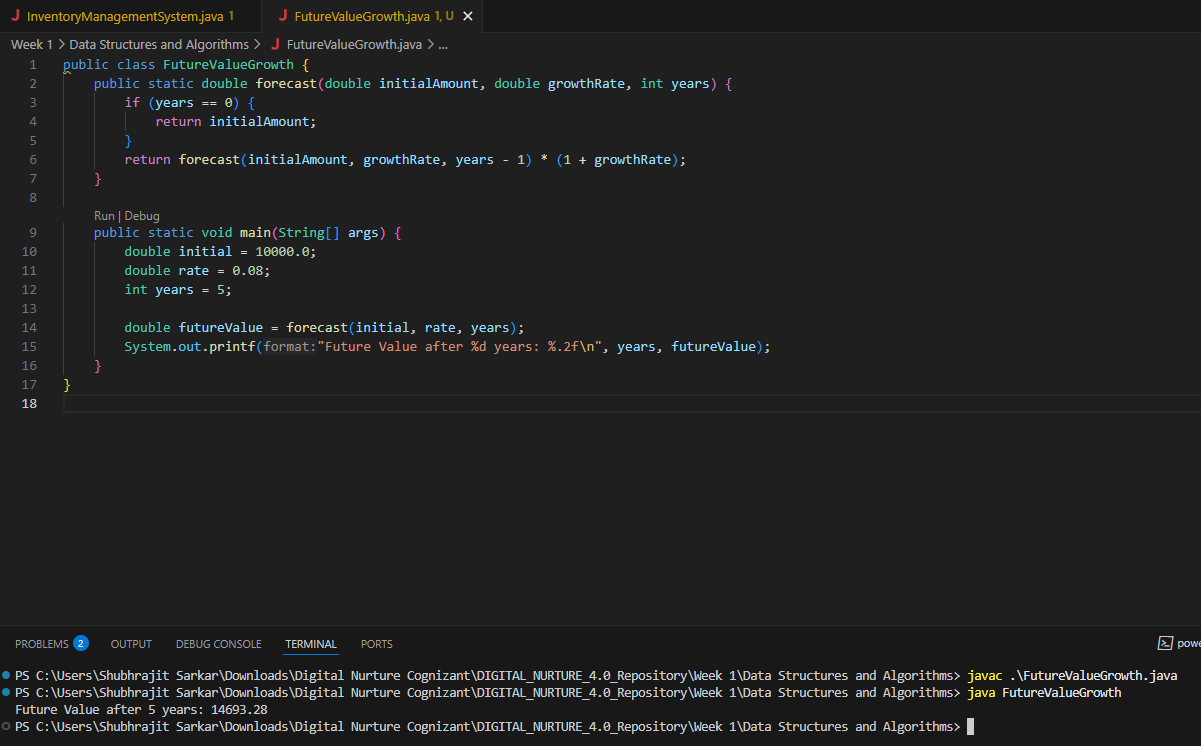 InventoryManagementSystem.java 1
FutureValueGrowth.java 1, U
Week 1 > Data Structures and Algorithms > FutureValueGrowth.java > ...
1 public class FutureValueGrowth {
2     public static double forecast(double initialAmount, double growthRate, int years) {
3         if (years == 0) {
4             return initialAmount;
5         }
6         return forecast(initialAmount, growthRate, years - 1) * (1 + growthRate);
7     }
8
Run | Debug
9     public static void main(String[] args) {
10         double initial = 10000.0;
11         double rate = 0.08;
12         int years = 5;
13
14         double futureValue = forecast(initial, rate, years);
15         System.out.printf(format:"Future Value after %d years: %.2f\n", years, futureValue);
16     }
17 }
18
PROBLEMS 2 OUTPUT DEBUG CONSOLE TERMINAL PORTS powe
PS C:\Users\Shubhrajit Sarkar\Downloads\Digital Nurture Cognizant\DIGITAL_NURTURE_4.0_Repository\Week 1\Data Structures and Algorithms> javac .\FutureValueGrowth.java
PS C:\Users\Shubhrajit Sarkar\Downloads\Digital Nurture Cognizant\DIGITAL_NURTURE_4.0_Repository\Week 1\Data Structures and Algorithms> java FutureValueGrowth
Future Value after 5 years: 14693.28
PS C:\Users\Shubhrajit Sarkar\Downloads\Digital Nurture Cognizant\DIGITAL_NURTURE_4.0_Repository\Week 1\Data Structures and Algorithms>